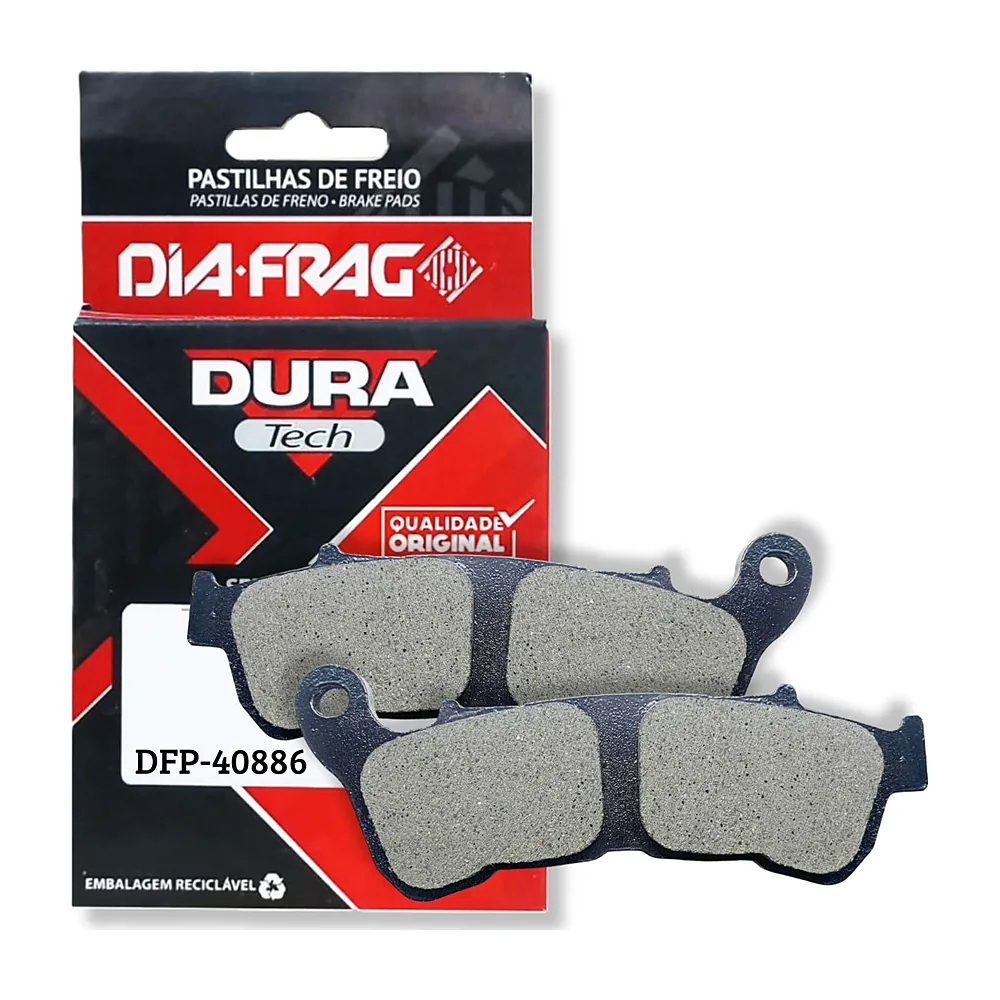 PASTILHAS DE FREIO
PASTILLAS DE FRENO • BRAKE PADS
DIA·FRAG
DURA
Tech
QUALIDADE
ORIGINAL
DFP-40886
EMBALAGEM RECICLÁVEL